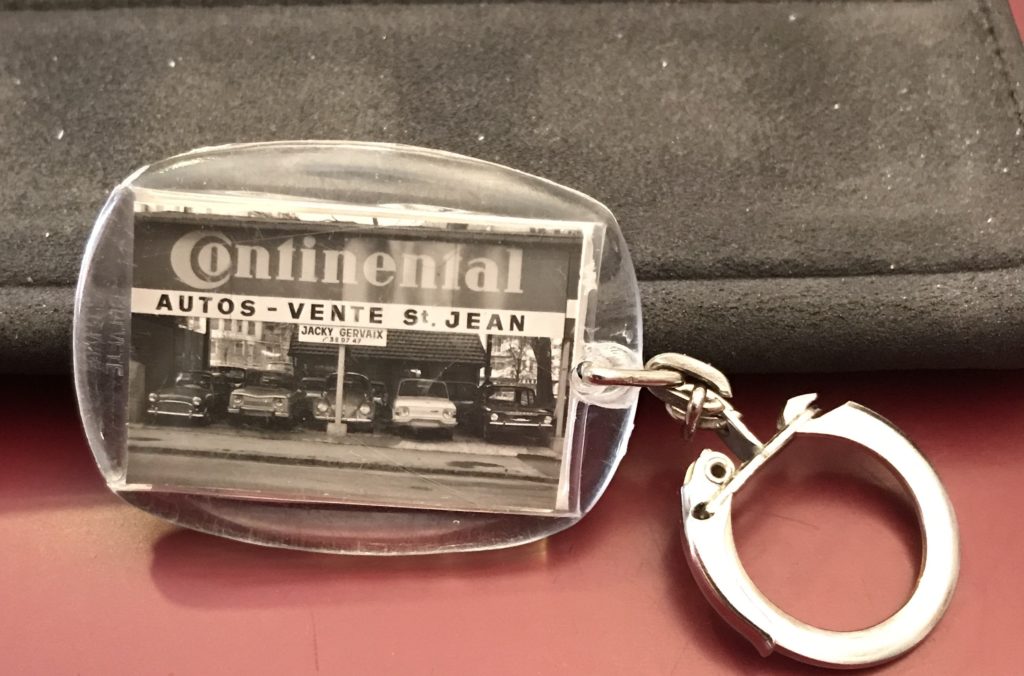 Continental
AUTOS - VENTE St. JEAN
JACKY GERVAIX